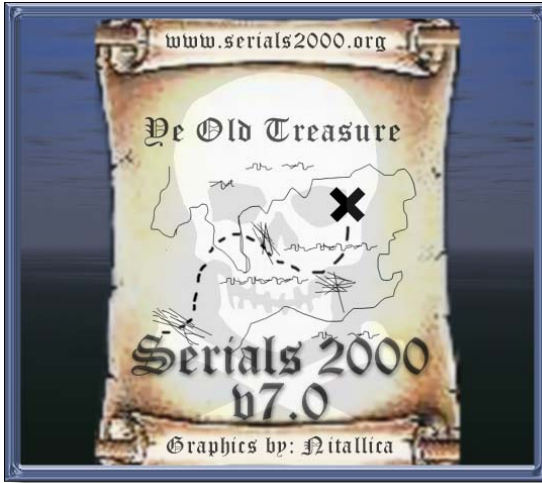 www.serials2000.org
Ye Old Treasure
Serials 2000
v7.0
Graphics by: Nitallica